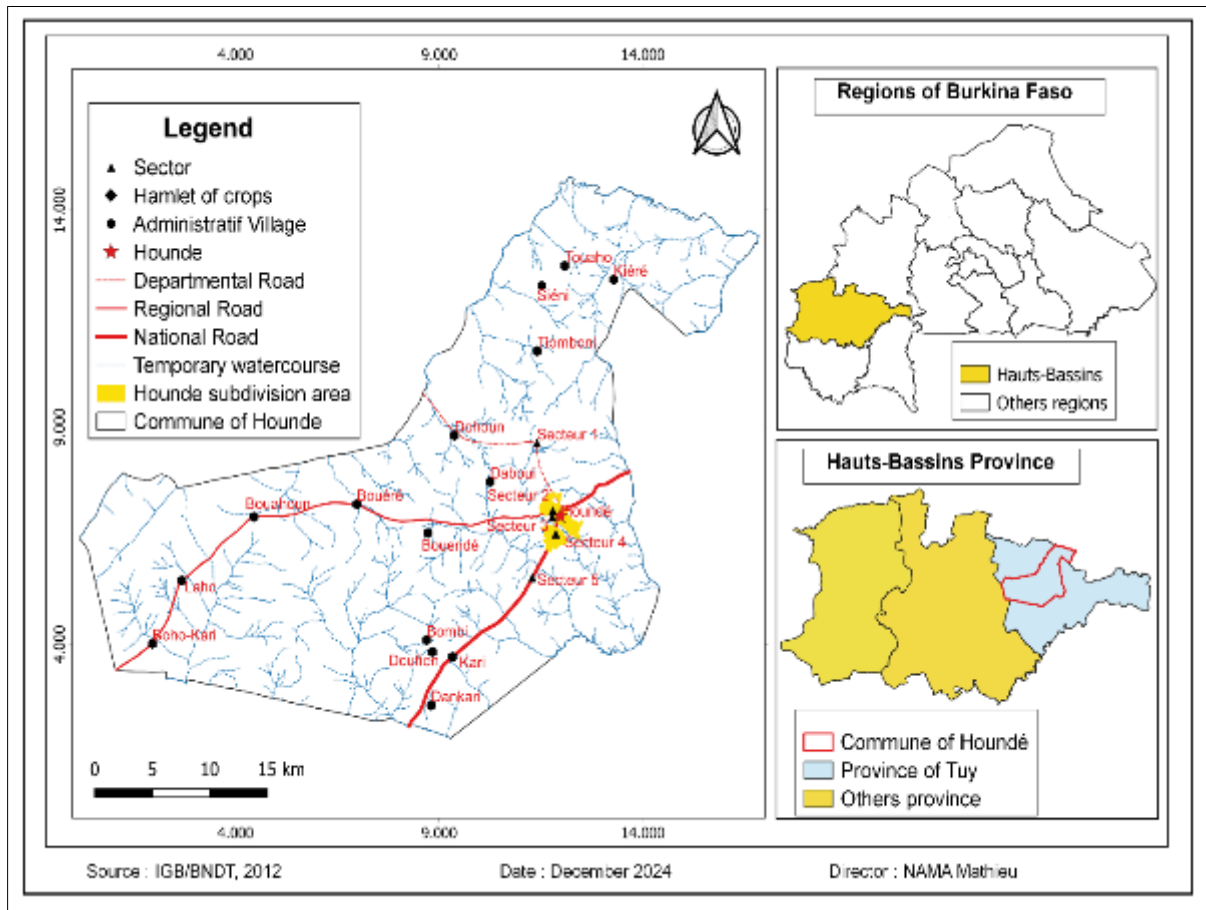 4.000 9.000 14.000
Legend
Sector
Hamlet of crops
Administratif Village
Hounde
Departmental Road
Regional Road
National Road
Temporary watercourse
Hounde subdivision area
Commune of Hounde
14.000
9.000
4.000
Touaho
Kiéré
Siéni
Dohoun
Secteur 1
Daboui
Secteur 2
Houndé
Bouahoun
Bouéré
Secteur 3
Secteur 4
Bouendé
Secteur 5
Laho
Boho-Kari
Bombi
Kari
Dankari
0 5 10 15 km
4.000 9.000 14.000
Regions of Burkina Faso
Hauts-Bassins
Others regions
Hauts-Bassins Province
Commune of Houndé
Province of Tuy
Others province
Source : IGB/BNDT, 2012 Date : December 2024 Director : NAMA Mathieu